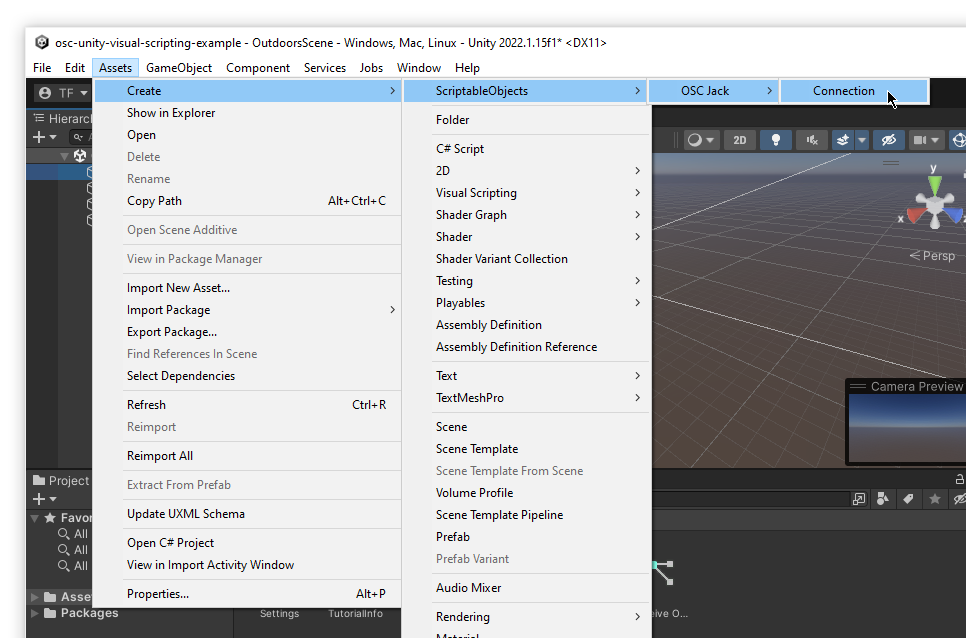 osc-unity-visual-scripting-example - OutdoorsScene - Windows, Mac, Linux - Unity 2022.1.15f1* <DX11>
File Edit Assets GameObject Component Services Jobs Window Help
TF
Create
Show in Explorer
Open
Delete
Rename
Copy Path Alt+Ctrl+C
Open Scene Additive
View in Package Manager
Import New Asset...
Import Package
Export Package...
Find References In Scene
Select Dependencies
Refresh Ctrl+R
Reimport
Reimport All
Extract From Prefab
Update UXML Schema
Open C# Project
View in Import Activity Window
Properties... Alt+P
ScriptableObjects
Folder
C# Script
2D
Visual Scripting
Shader Graph
Shader
Shader Variant Collection
Testing
Playables
Assembly Definition
Assembly Definition Reference
Text
TextMeshPro
Scene
Scene Template
Scene Template From Scene
Volume Profile
Scene Template Pipeline
Prefab
Prefab Variant
Audio Mixer
Rendering
Material
OSC Jack
Connection
Hierarc
2D
y
x
z
Persp
Camera Preview
Project
Favor
All
All
All
Asse
Packages
Settings
TutorialInfo
eive O...